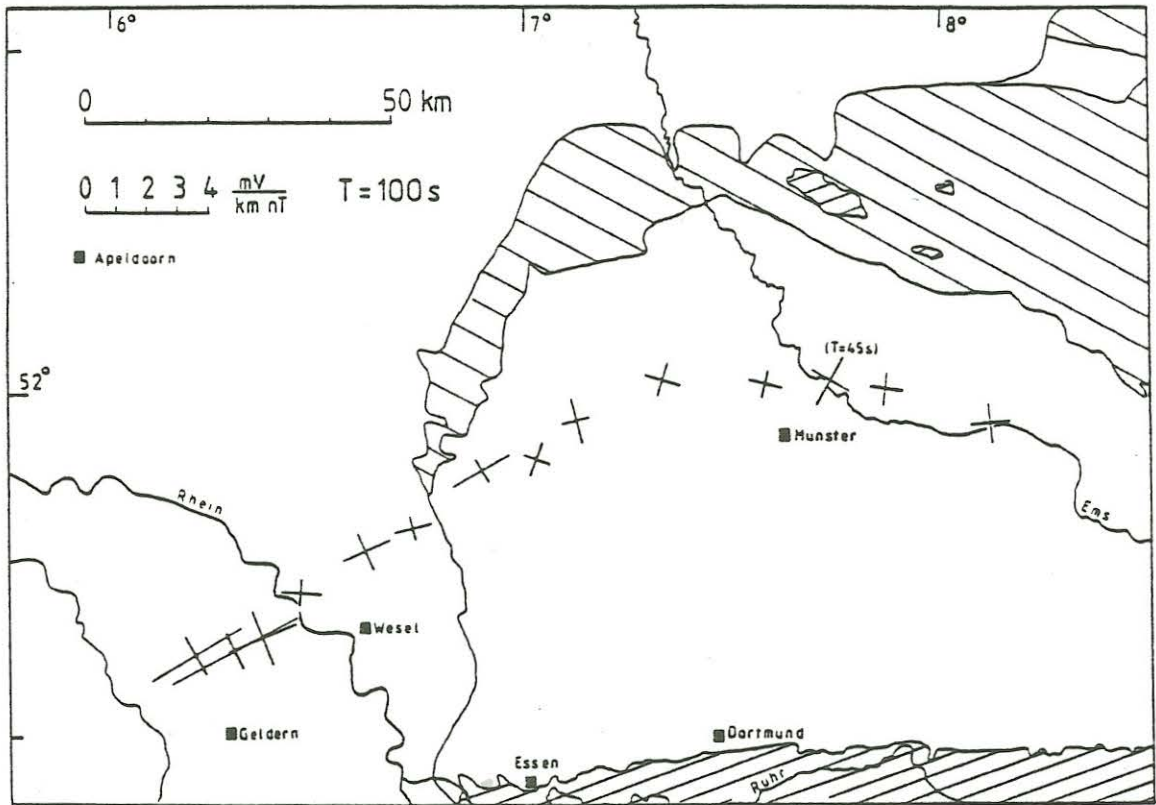 6° 7° 8°
0 50 km
0 1 2 3 4 mV/km nT T = 100 s
Apeldoorn
(T=45s)
52°
Munster
Rhein
Ems
Wesel
Geldern
Dortmund
Essen
Ruhr